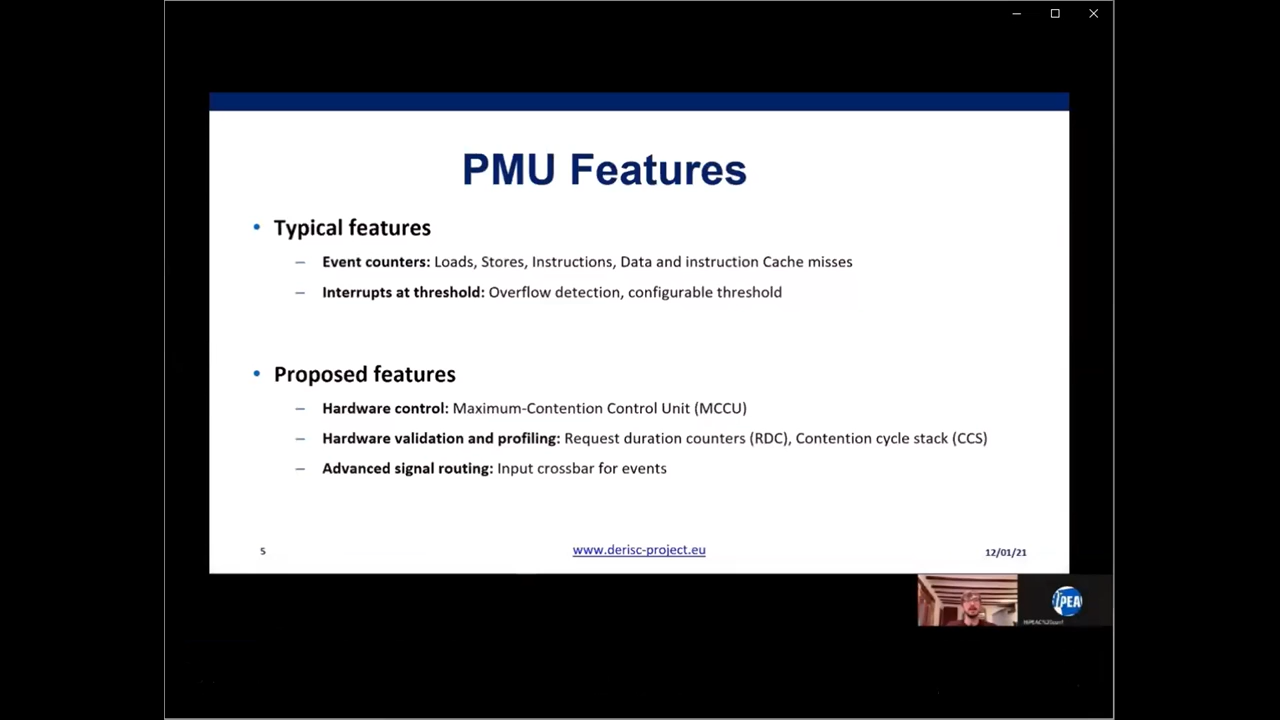 PMU Features
• Typical features
– Event counters: Loads, Stores, Instructions, Data and instruction Cache misses
– Interrupts at threshold: Overflow detection, configurable threshold
• Proposed features
– Hardware control: Maximum-Contention Control Unit (MCCU)
– Hardware validation and profiling: Request duration counters (RDC), Contention cycle stack (CCS)
– Advanced signal routing: Input crossbar for events
5
www.derisc-project.eu
12/01/21